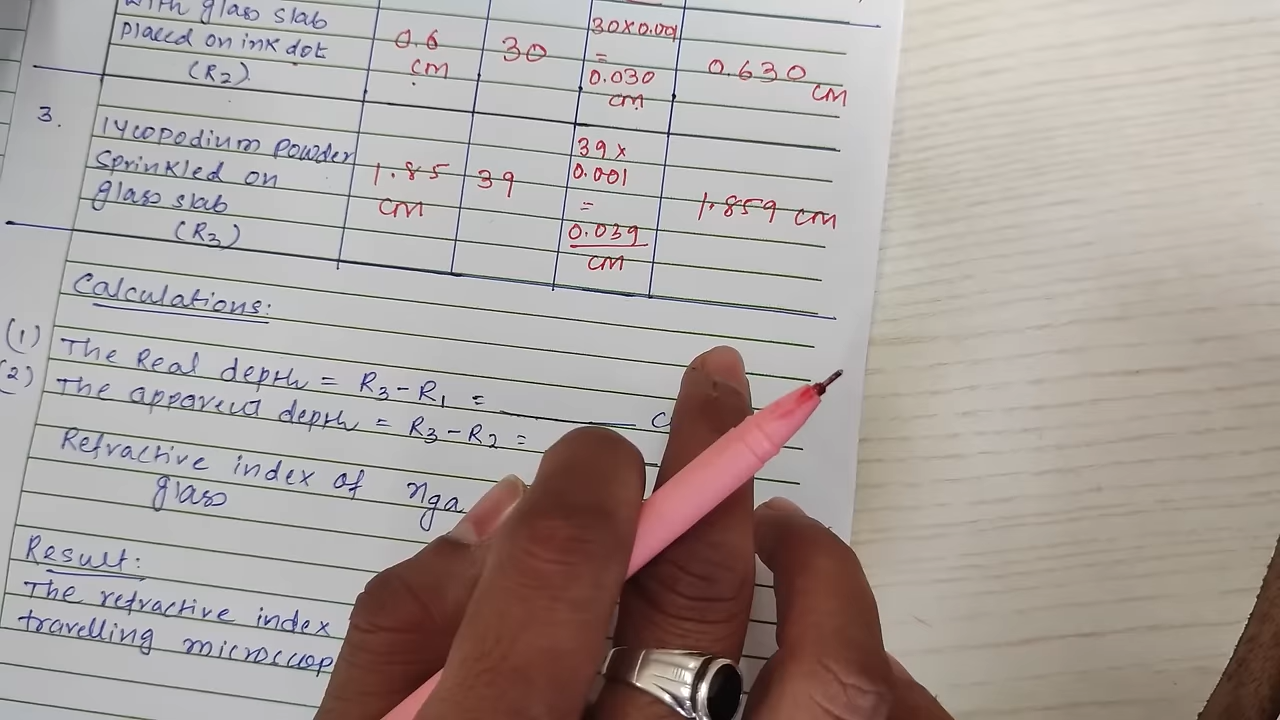 with glass slab
placed on ink dot
(R2)
0.6
cm
30
30x0.001
=
0.030
cm
0.630
cm
3.
lycopodium powder
sprinkled on
glass slab
(R3)
1.85
cm
39
39 x
0.001
=
0.039
cm
1.859 cm
Calculations:
(1) The Real depth = R3 - R1 = ______ c
(2) The apparent depth = R3 - R2 =
Refractive index of nga
glass
Result:
The refractive index
travelling microscop